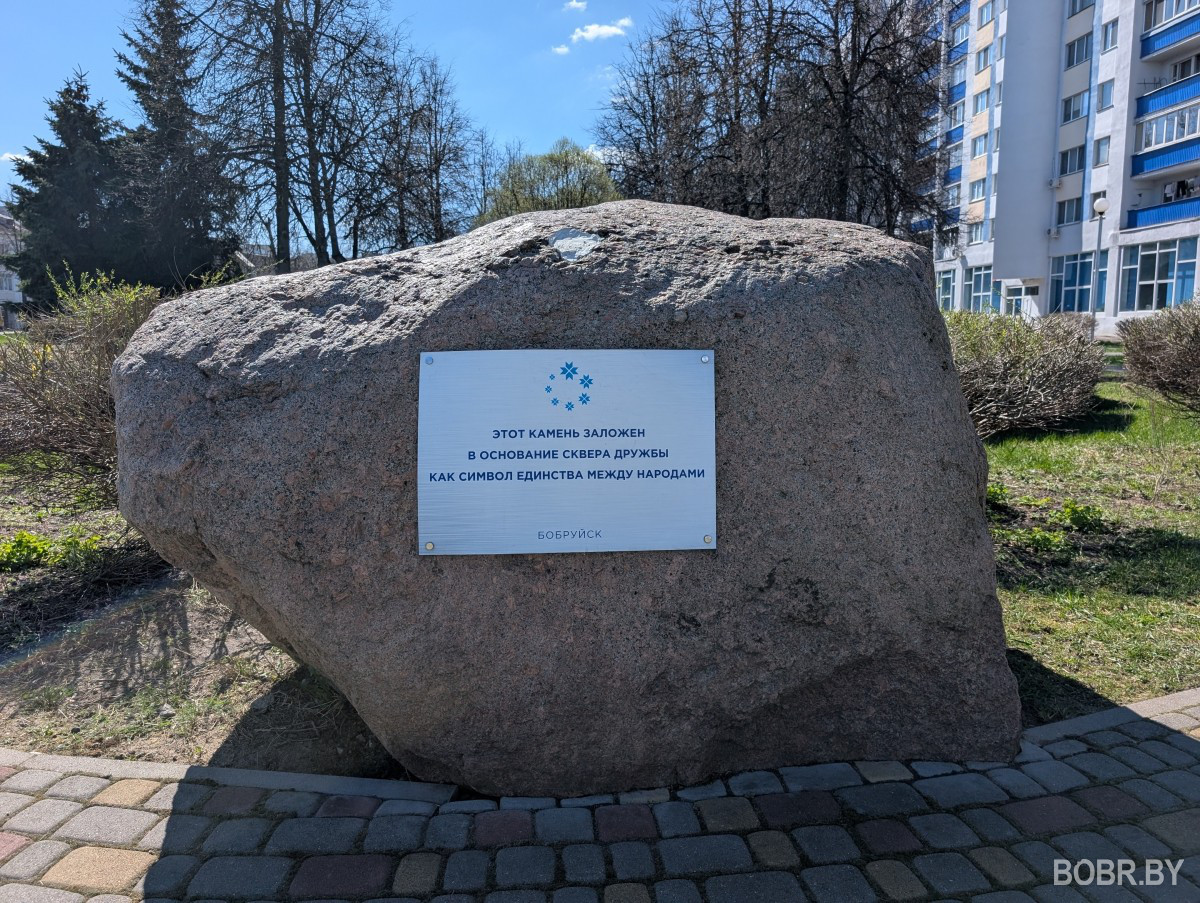 ЭТОТ КАМЕНЬ ЗАЛОЖЕН
В ОСНОВАНИЕ СКВЕРА ДРУЖБЫ
КАК СИМВОЛ ЕДИНСТВА МЕЖДУ НАРОДАМИ
БОБРУЙСК
BOBR.BY